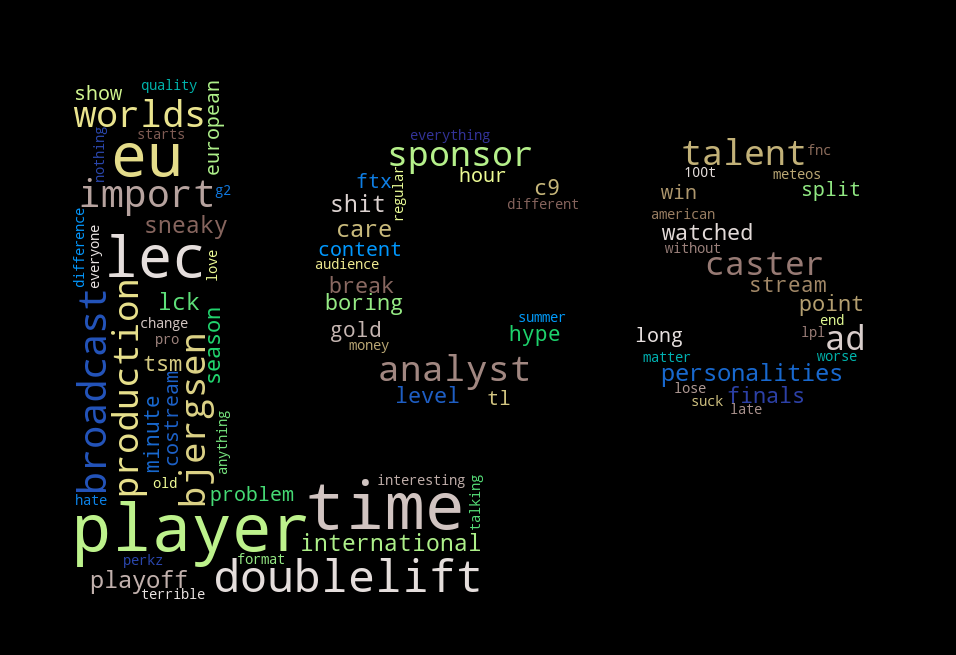 show
quality
worlds
european
starts
nothing
eu
import
g2
sneaky
difference
everyone
lec
love
lck
change
pro
tsm
season
broadcast
production
minute
costream
bjergsen
anything
old
hate
problem
player
time
interesting
talking
international
format
perkz
playoff
terrible
doublelift
everything
sponsor
ftx
regular
hour
c9
shit
different
care
content
audience
break
boring
gold
money
summer
hype
analyst
level
tl
talent
fnc
100t
meteos
win
split
american
watched
without
caster
stream
point
end
long
lpl
ad
matter
worse
personalities
lose
suck
finals
late